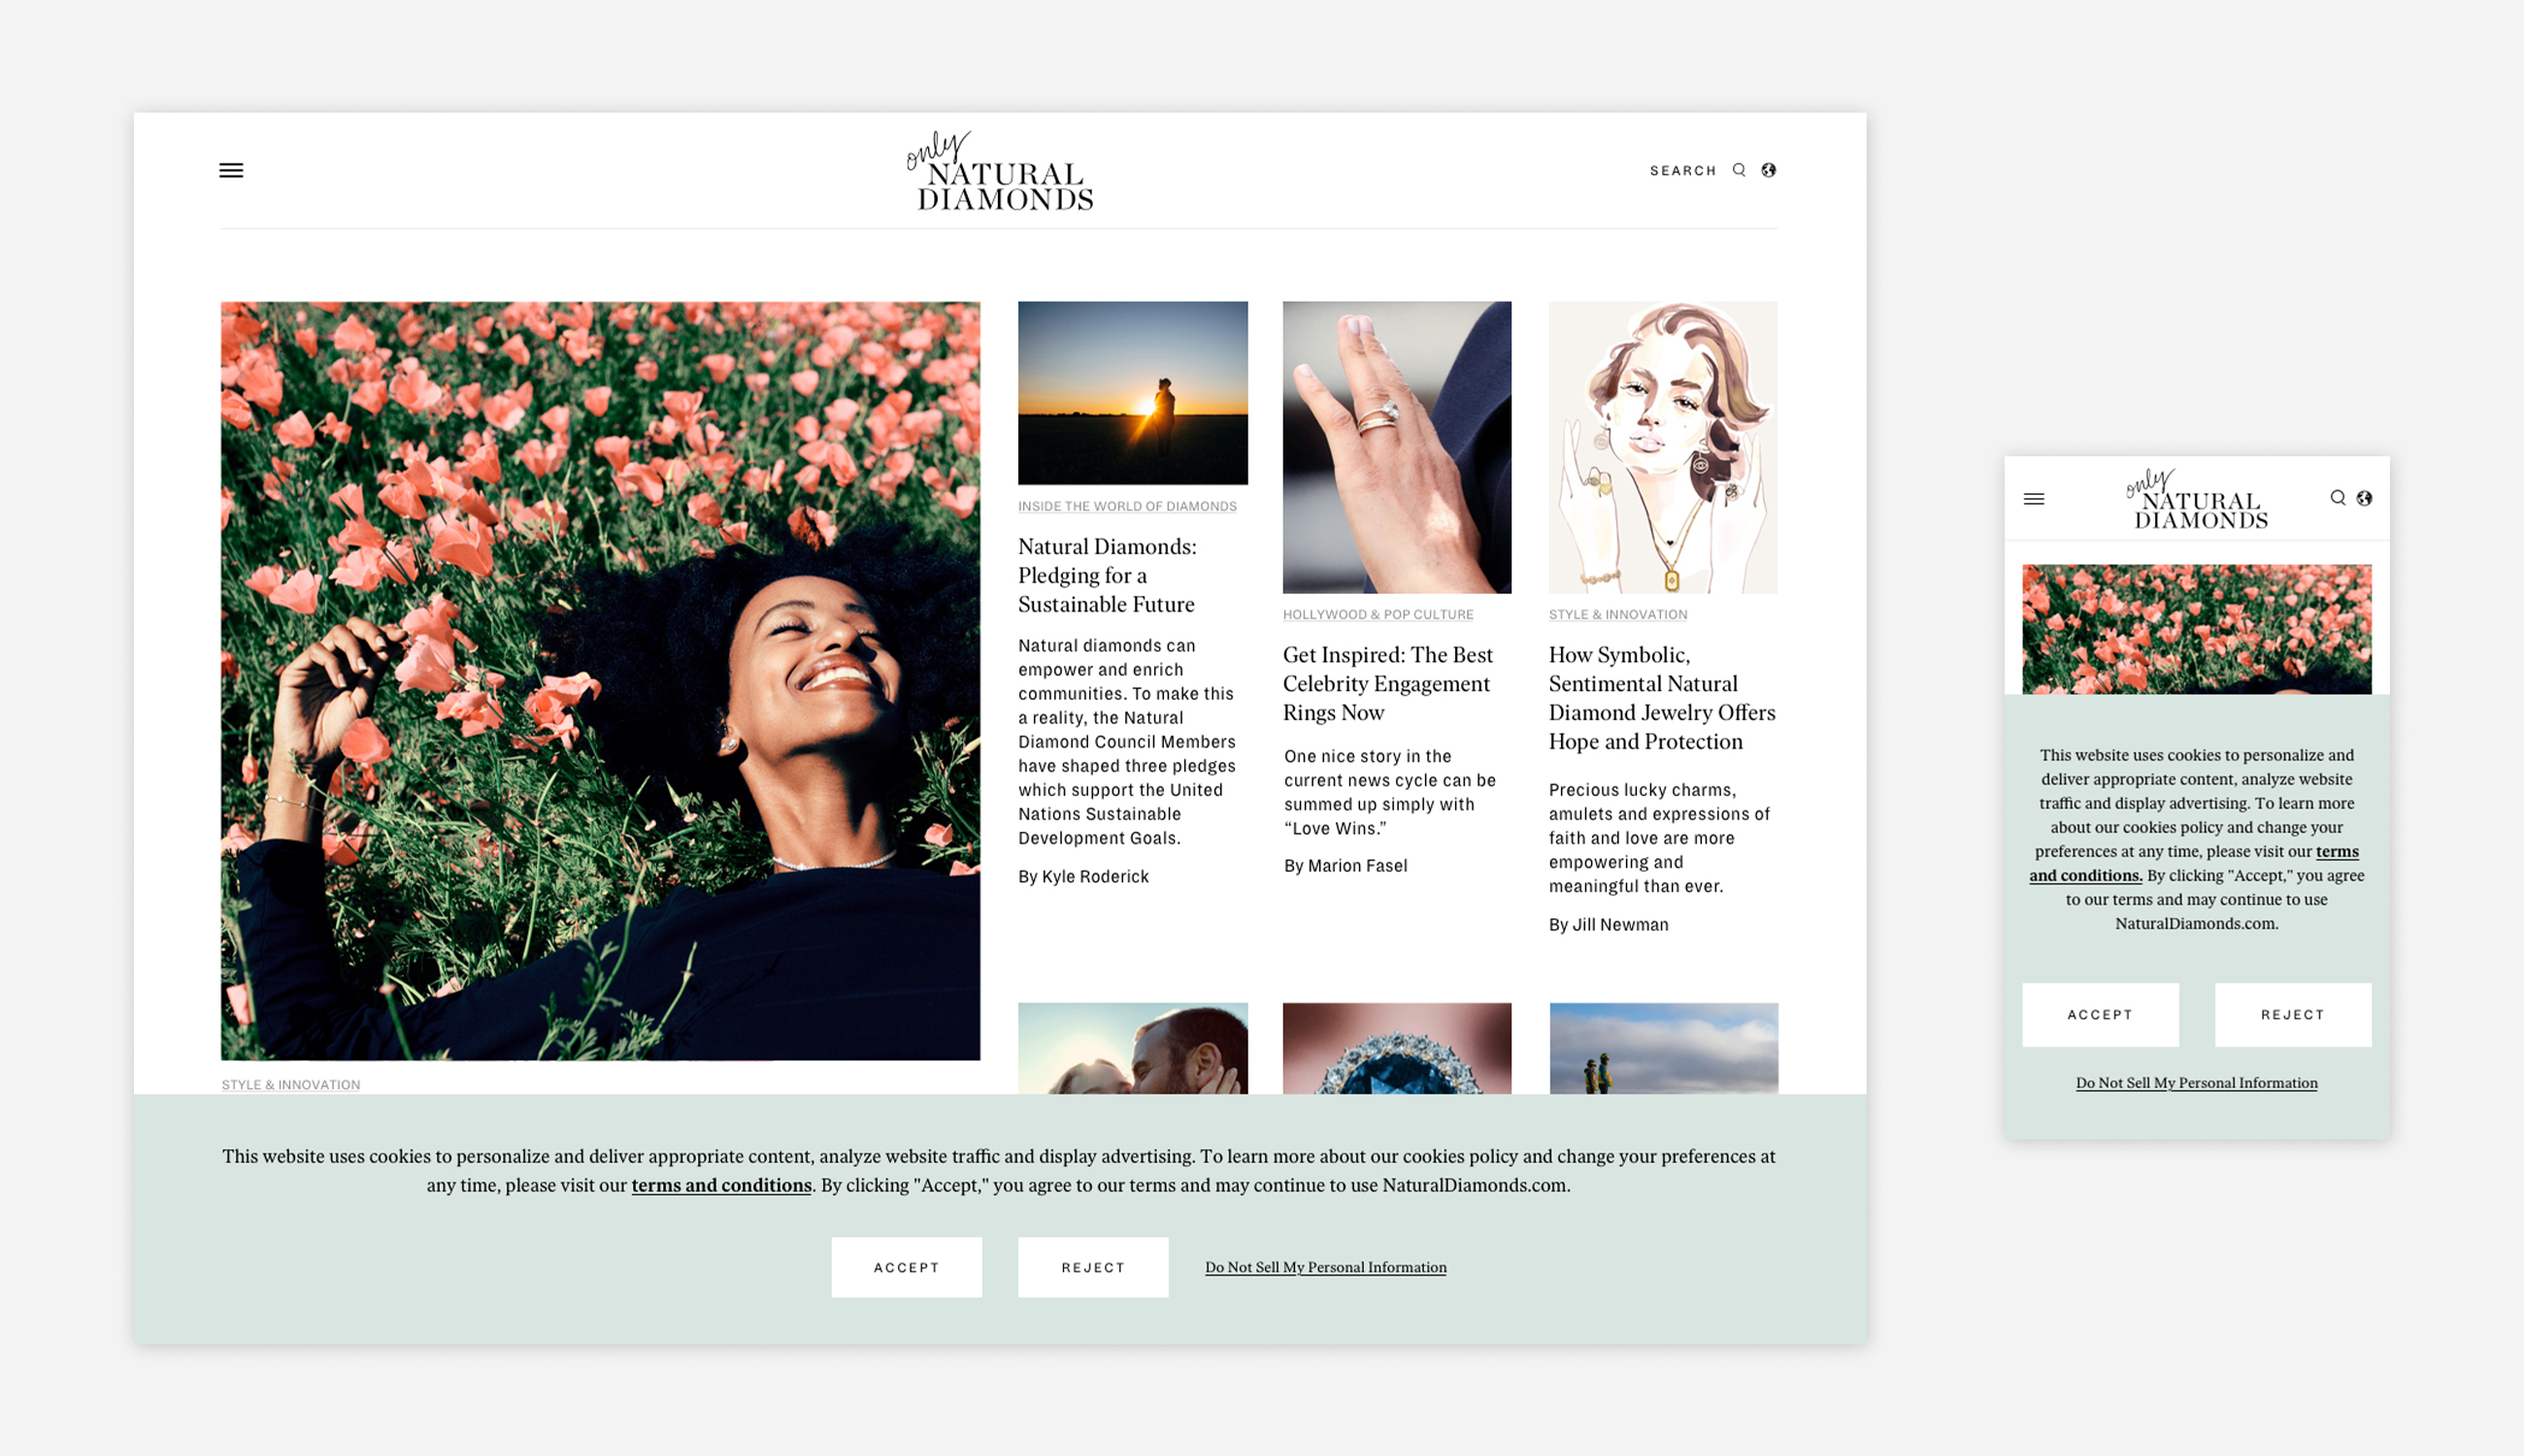 only
NATURAL
DIAMONDS
SEARCH
INSIDE THE WORLD OF DIAMONDS
Natural Diamonds:
Pledging for a
Sustainable Future
Natural diamonds can
empower and enrich
communities. To make this
a reality, the Natural
Diamond Council Members
have shaped three pledges
which support the United
Nations Sustainable
Development Goals.
By Kyle Roderick
HOLLYWOOD & POP CULTURE
Get Inspired: The Best
Celebrity Engagement
Rings Now
One nice story in the
current news cycle can be
summed up simply with
“Love Wins.”
By Marion Fasel
STYLE & INNOVATION
How Symbolic,
Sentimental Natural
Diamond Jewelry Offers
Hope and Protection
Precious lucky charms,
amulets and expressions of
faith and love are more
empowering and
meaningful than ever.
By Jill Newman
STYLE & INNOVATION
This website uses cookies to personalize and deliver appropriate content, analyze website traffic and display advertising. To learn more about our cookies policy and change your preferences at
any time, please visit our terms and conditions. By clicking "Accept," you agree to our terms and may continue to use NaturalDiamonds.com.
ACCEPT
REJECT
Do Not Sell My Personal Information
only
NATURAL
DIAMONDS
This website uses cookies to personalize and
deliver appropriate content, analyze website
traffic and display advertising. To learn more
about our cookies policy and change your
preferences at any time, please visit our terms
and conditions. By clicking "Accept," you agree
to our terms and may continue to use
NaturalDiamonds.com.
ACCEPT
REJECT
Do Not Sell My Personal Information